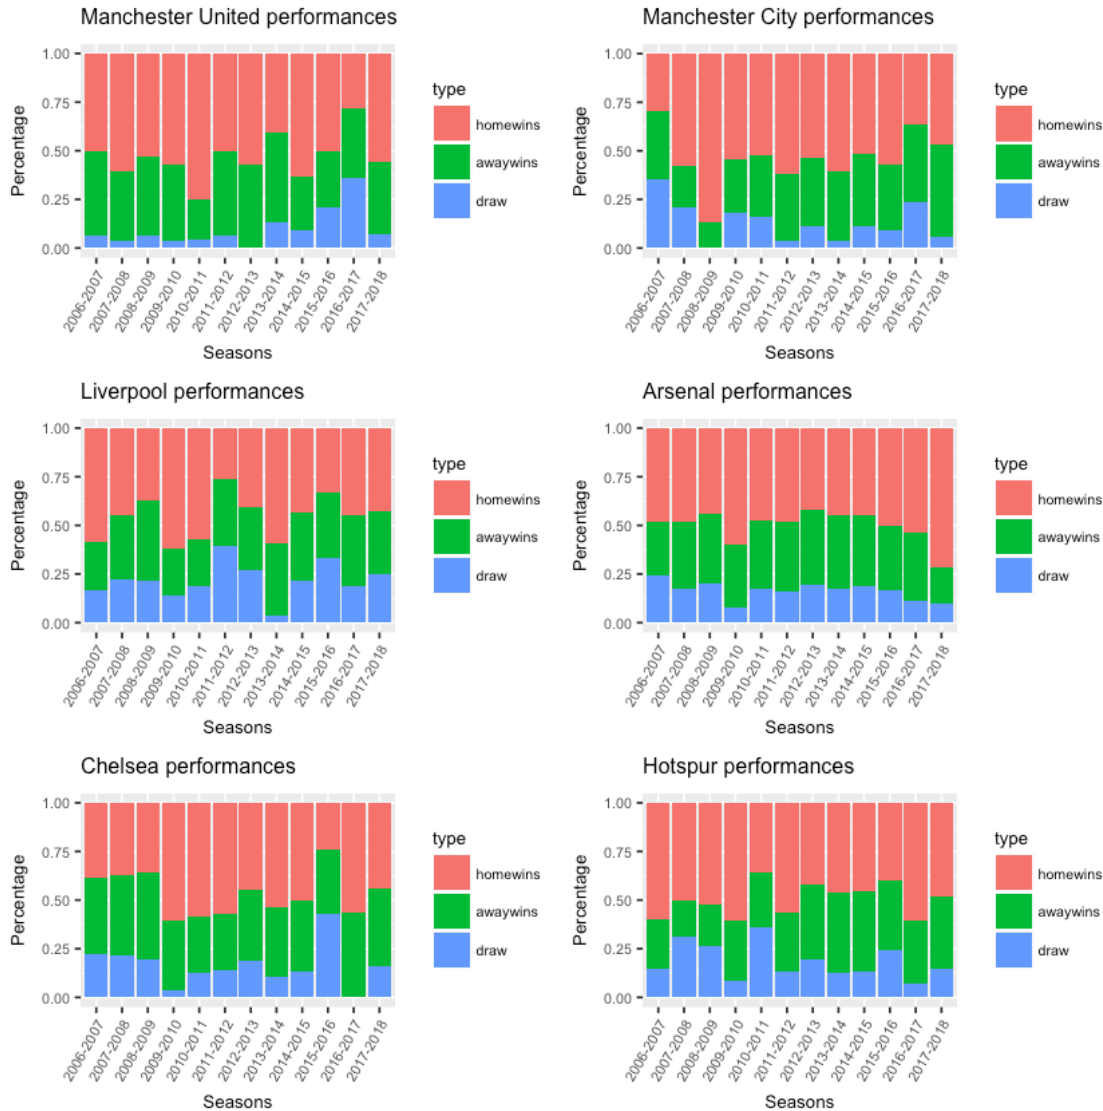 Manchester United performances
Percentage
1.00
0.75
0.50
0.25
0.00
2006-2007
2007-2008
2008-2009
2009-2010
2010-2011
2011-2012
2012-2013
2013-2014
2014-2015
2015-2016
2016-2017
2017-2018
Seasons
type
homewins
awaywins
draw
Manchester City performances
Percentage
1.00
0.75
0.50
0.25
0.00
2006-2007
2007-2008
2008-2009
2009-2010
2010-2011
2011-2012
2012-2013
2013-2014
2014-2015
2015-2016
2016-2017
2017-2018
Seasons
type
homewins
awaywins
draw
Liverpool performances
Percentage
1.00
0.75
0.50
0.25
0.00
2006-2007
2007-2008
2008-2009
2009-2010
2010-2011
2011-2012
2012-2013
2013-2014
2014-2015
2015-2016
2016-2017
2017-2018
Seasons
type
homewins
awaywins
draw
Arsenal performances
Percentage
1.00
0.75
0.50
0.25
0.00
2006-2007
2007-2008
2008-2009
2009-2010
2010-2011
2011-2012
2012-2013
2013-2014
2014-2015
2015-2016
2016-2017
2017-2018
Seasons
type
homewins
awaywins
draw
Chelsea performances
Percentage
1.00
0.75
0.50
0.25
0.00
2006-2007
2007-2008
2008-2009
2009-2010
2010-2011
2011-2012
2012-2013
2013-2014
2014-2015
2015-2016
2016-2017
2017-2018
Seasons
type
homewins
awaywins
draw
Hotspur performances
Percentage
1.00
0.75
0.50
0.25
0.00
2006-2007
2007-2008
2008-2009
2009-2010
2010-2011
2011-2012
2012-2013
2013-2014
2014-2015
2015-2016
2016-2017
2017-2018
Seasons
type
homewins
awaywins
draw